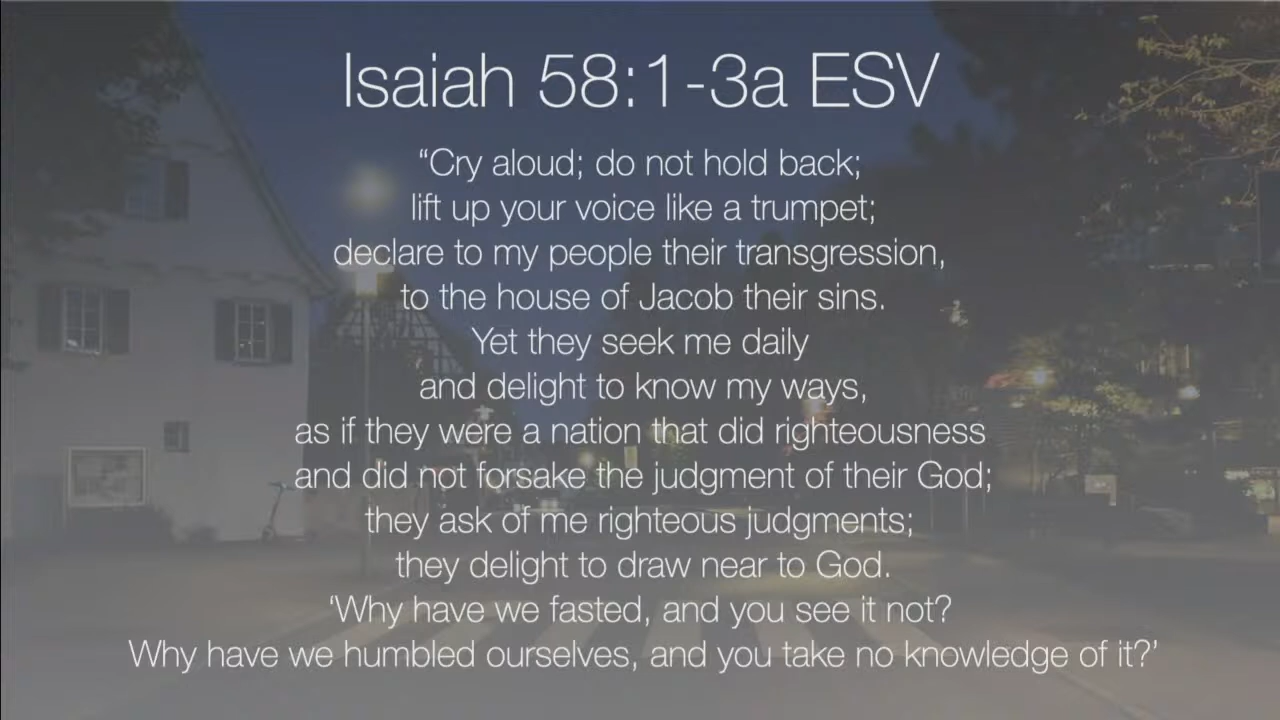 Isaiah 58:1-3a ESV
“Cry aloud; do not hold back;
lift up your voice like a trumpet;
declare to my people their transgression,
to the house of Jacob their sins.
Yet they seek me daily
and delight to know my ways,
as if they were a nation that did righteousness
and did not forsake the judgment of their God;
they ask of me righteous judgments;
they delight to draw near to God.
‘Why have we fasted, and you see it not?
Why have we humbled ourselves, and you take no knowledge of it?’